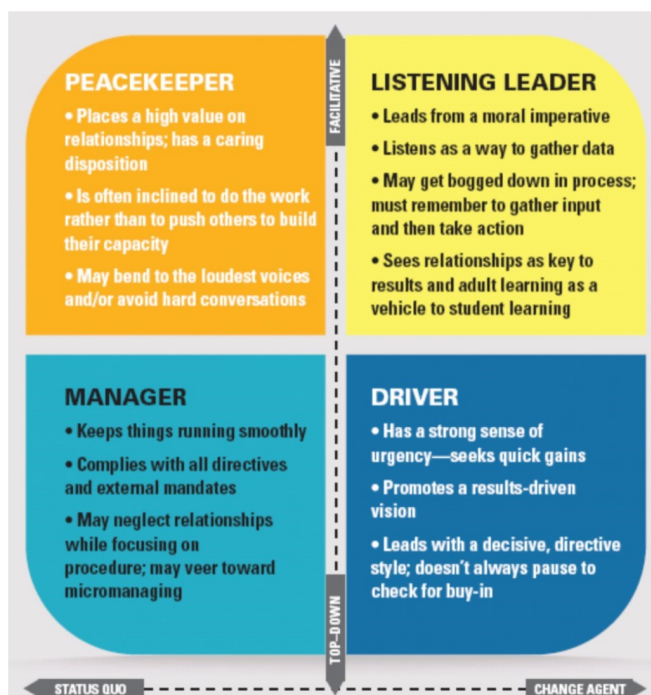 FACILITATIVE
PEACEKEEPER
• Places a high value on
relationships; has a caring
disposition
• Is often inclined to do the work
rather than to push others to build
their capacity
• May bend to the loudest voices
and/or avoid hard conversations
LISTENING LEADER
• Leads from a moral imperative
• Listens as a way to gather data
• May get bogged down in process;
must remember to gather input
and then take action
• Sees relationships as key to
results and adult learning as a
vehicle to student learning
MANAGER
• Keeps things running smoothly
• Complies with all directives
and external mandates
• May neglect relationships
while focusing on
procedure; may veer toward
micromanaging
DRIVER
• Has a strong sense of
urgency—seeks quick gains
• Promotes a results-driven
vision
• Leads with a decisive, directive
style; doesn’t always pause to
check for buy-in
TOP–DOWN
STATUS QUO
CHANGE AGENT